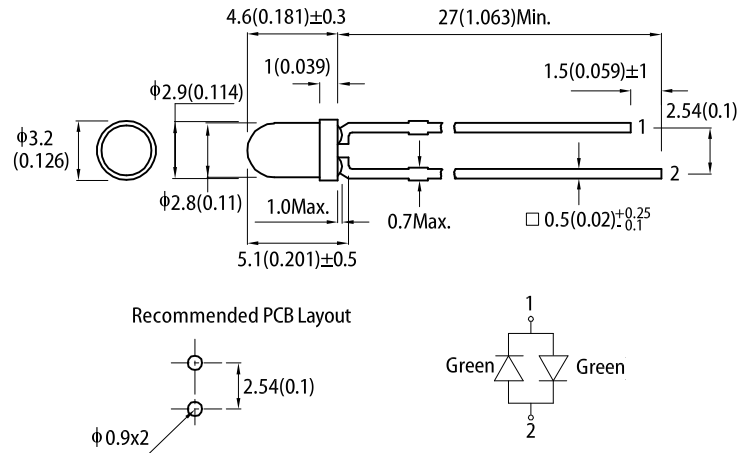 4.6(0.181)±0.3
27(1.063)Min.
1(0.039)
1.5(0.059)±1
ϕ2.9(0.114)
2.54(0.1)
ϕ3.2
(0.126)
1
2
ϕ2.8(0.11)
1.0Max.
0.7Max.
□ 0.5(0.02)+0.25
-0.1
5.1(0.201)±0.5
Recommended PCB Layout
2.54(0.1)
ϕ0.9x2
1
Green
Green
2